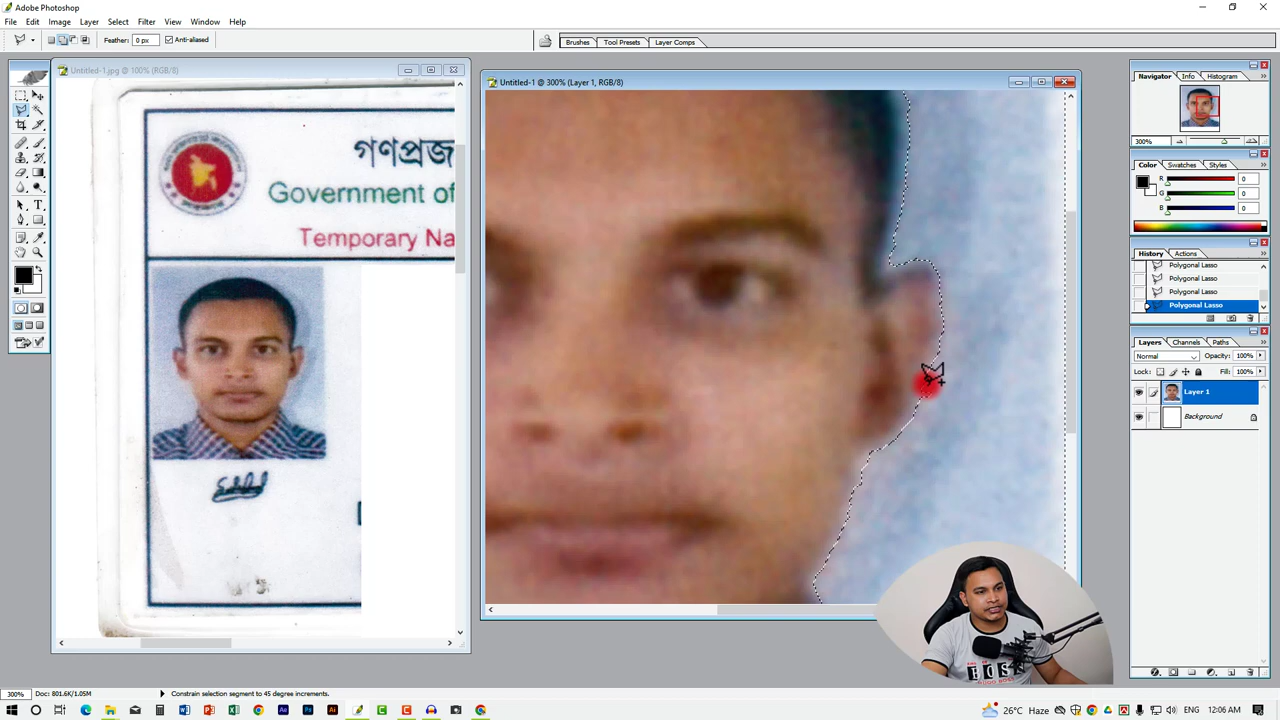 Adobe Photoshop
File Edit Image Layer Select Filter View Window Help
Feather: 0 px Anti-aliased
Brushes Tool Presets Layer Comps
Untitled-1.jpg @ 100% (RGB/8)
গণপ্রজ
Government of
Temporary Na
Untitled-1 @ 300% (Layer 1, RGB/8)
Navigator Info Histogram
300%
Color Swatches Styles
R 0
G 0
B 0
History Actions
Polygonal Lasso
Polygonal Lasso
Polygonal Lasso
Polygonal Lasso
Layers Channels Paths
Normal Opacity: 100%
Lock: Fill: 100%
Layer 1
Background
300% Doc: 801.6K/1.05M Constrain selection segment to 45 degree increments.
26°C Haze 12:06 AM